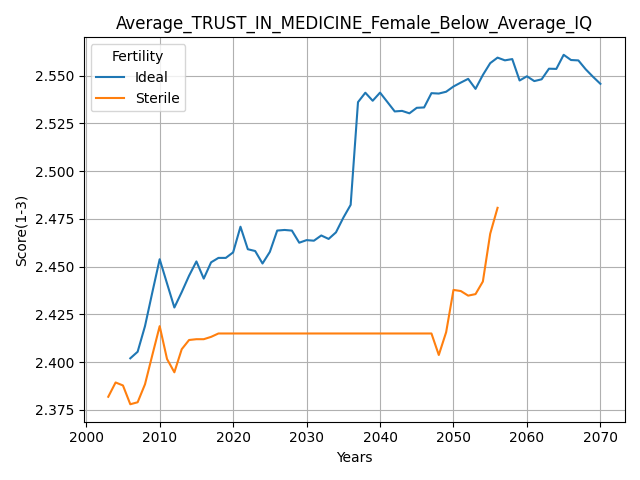 Average_TRUST_IN_MEDICINE_Female_Below_Average_IQ
Fertility
Ideal
Sterile
Score(1-3)
2.550
2.525
2.500
2.475
2.450
2.425
2.400
2.375
2000 2010 2020 2030 2040 2050 2060 2070
Years